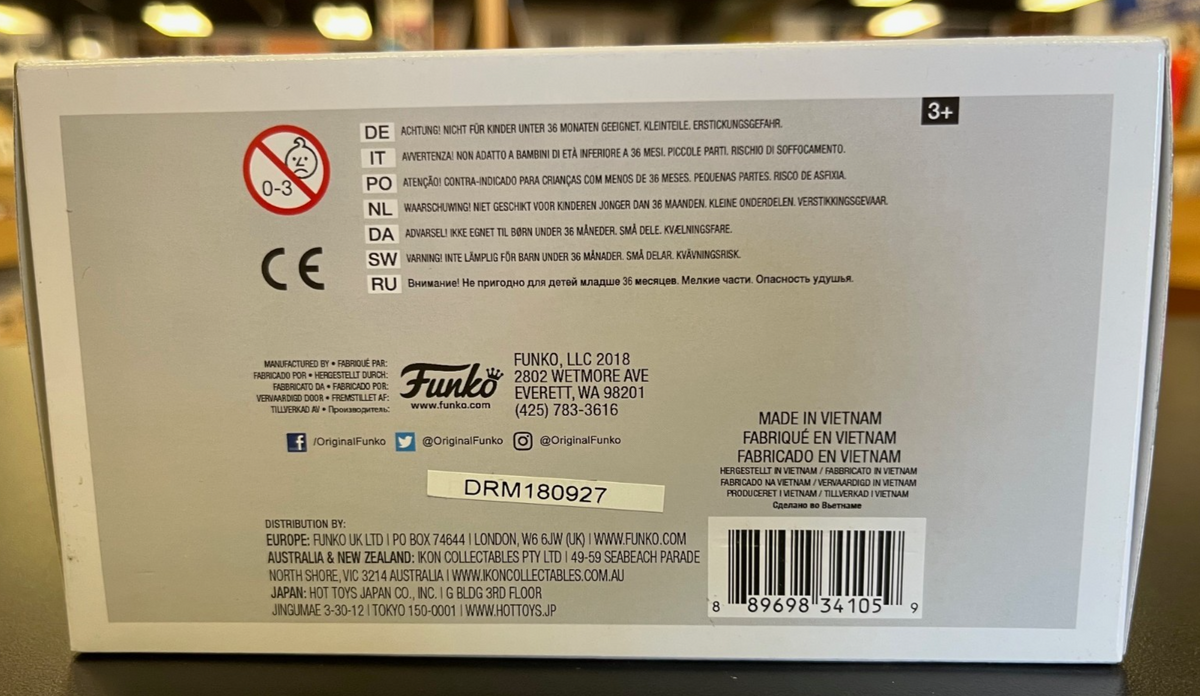 3+
0-3
DE ACHTUNG! NICHT FÜR KINDER UNTER 36 MONATEN GEEIGNET. KLEINTEILE. ERSTICKUNGSGEFAHR.
IT AVVERTENZA! NON ADATTO A BAMBINI DI ETÀ INFERIORE A 36 MESI. PICCOLE PARTI. RISCHIO DI SOFFOCAMENTO.
PO ATENÇÃO! CONTRA-INDICADO PARA CRIANÇAS COM MENOS DE 36 MESES. PEQUENAS PARTES. RISCO DE ASFIXIA.
NL WAARSCHUWING! NIET GESCHIKT VOOR KINDEREN JONGER DAN 36 MAANDEN. KLEINE ONDERDELEN. VERSTIKKINGSGEVAAR.
DA ADVARSEL! IKKE EGNET TIL BØRN UNDER 36 MÅNEDER. SMÅ DELE. KVÆLNINGSFARE.
SW VARNING! INTE LÄMPLIG FÖR BARN UNDER 36 MÅNADER. SMÅ DELAR. KVÄVNINGSRISK.
RU Внимание! Не пригодно для детей младше 36 месяцев. Мелкие части. Опасность удушья.
CE
MANUFACTURED BY • FABRIQUÉ PAR:
FABRICADO POR • HERGESTELLT DURCH:
FABBRICATO DA • FABRICADO POR:
VERVAARDIGD DOOR • FREMSTILLET AF:
TILLVERKAD AV • Производитель:
Funko
www.funko.com
FUNKO, LLC 2018
2802 WETMORE AVE
EVERETT, WA 98201
(425) 783-3616
f /OriginalFunko @OriginalFunko @OriginalFunko
DRM180927
MADE IN VIETNAM
FABRIQUÉ EN VIETNAM
FABRICADO EN VIETNAM
HERGESTELLT IN VIETNAM / FABBRICATO IN VIETNAM
FABRICADO NA VIETNAM / VERVAARDIGD IN VIETNAM
PRODUCERET I VIETNAM / TILLVERKAD I VIETNAM
Сделано во Вьетнаме
DISTRIBUTION BY:
EUROPE: FUNKO UK LTD | PO BOX 74644 | LONDON, W6 6JW (UK) | WWW.FUNKO.COM
AUSTRALIA & NEW ZEALAND: IKON COLLECTABLES PTY LTD | 49-59 SEABEACH PARADE
NORTH SHORE, VIC 3214 AUSTRALIA | WWW.IKONCOLLECTABLES.COM.AU
JAPAN: HOT TOYS JAPAN CO., INC. | G BLDG 3RD FLOOR
JINGUMAE 3-30-12 | TOKYO 150-0001 | WWW.HOTTOYS.JP
8 89698 34105 9